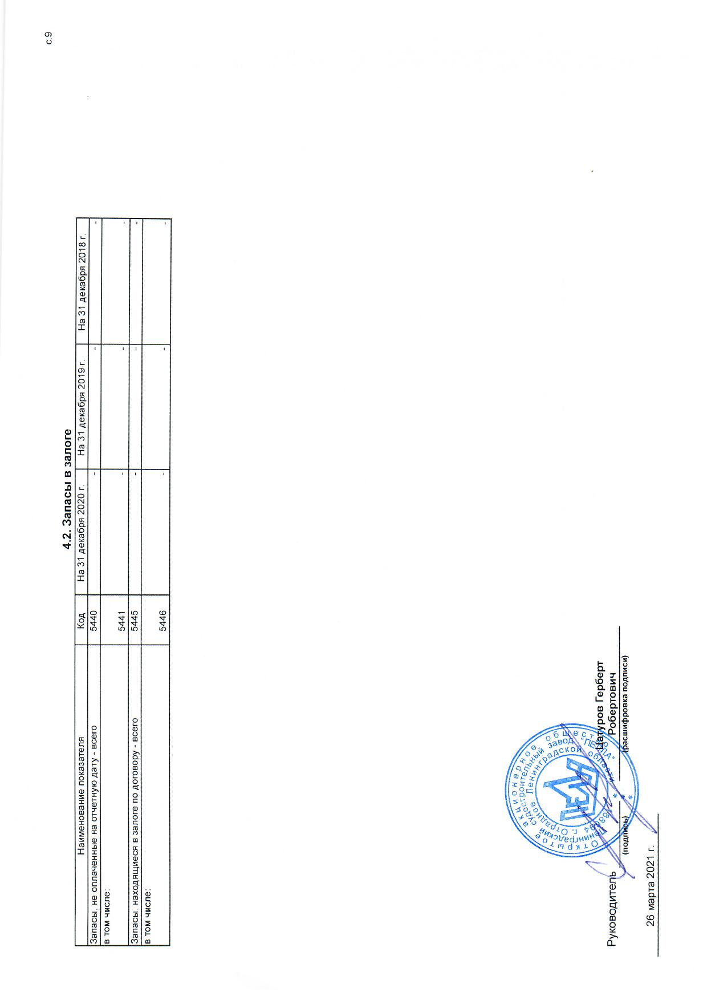 с.9
4.2. Запасы в залоге
Наименование показателя Код На 31 декабря 2020 г. На 31 декабря 2019 г. На 31 декабря 2018 г.
Запасы, не оплаченные на отчетную дату - всего 5440 - - -
в том числе:
5441 - - -
Запасы, находящиеся в залоге по договору - всего 5445 - - -
в том числе:
5446 - - -
Открытое акционерное общество
Ленинградский судостроительный завод "ПЕЛЛА"
г. Отрадное Ленинградской области
ПЕЛЛА
Руководитель
Цатуров Герберт
Робертович
(подпись) (расшифровка подписи)
26 марта 2021 г.